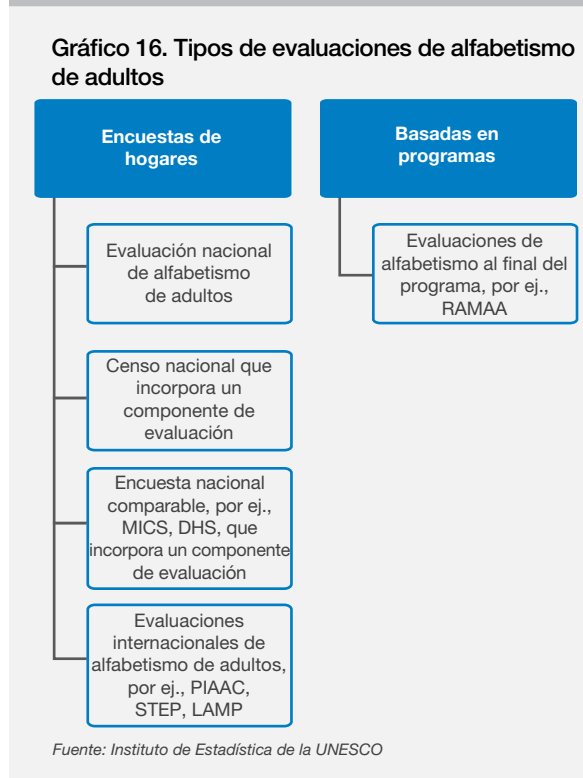 Gráfico 16. Tipos de evaluaciones de alfabetismo
de adultos
Encuestas de
hogares
Evaluación nacional
de alfabetismo
de adultos
Censo nacional que
incorpora un
componente de
evaluación
Encuesta nacional
comparable, por ej.,
MICS, DHS, que
incorpora un componente
de evaluación
Evaluaciones
internacionales de
alfabetismo de adultos,
por ej., PIAAC,
STEP, LAMP
Basadas en
programas
Evaluaciones de
alfabetismo al final del
programa, por ej.,
RAMAA
Fuente: Instituto de Estadística de la UNESCO